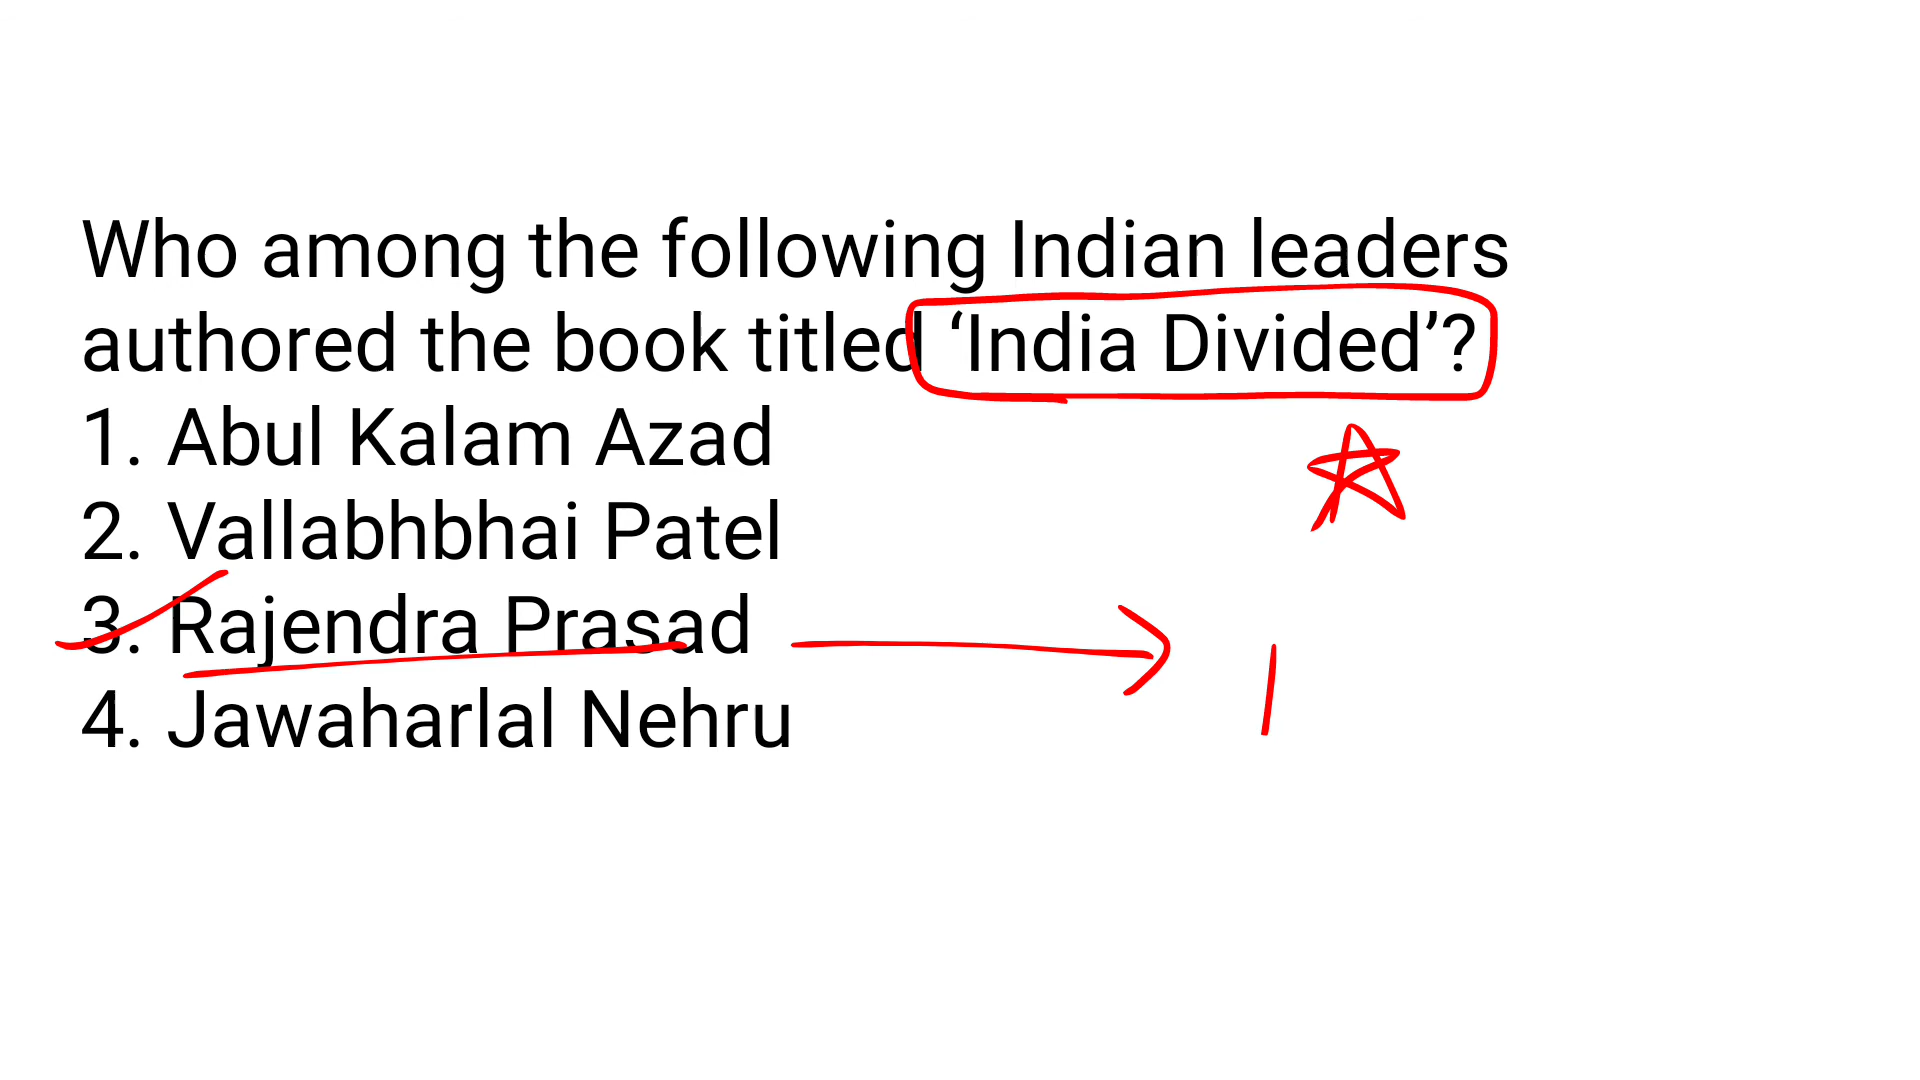 Who among the following Indian leaders
authored the book titled ‘India Divided’?
1. Abul Kalam Azad
2. Vallabhbhai Patel
3. Rajendra Prasad
4. Jawaharlal Nehru